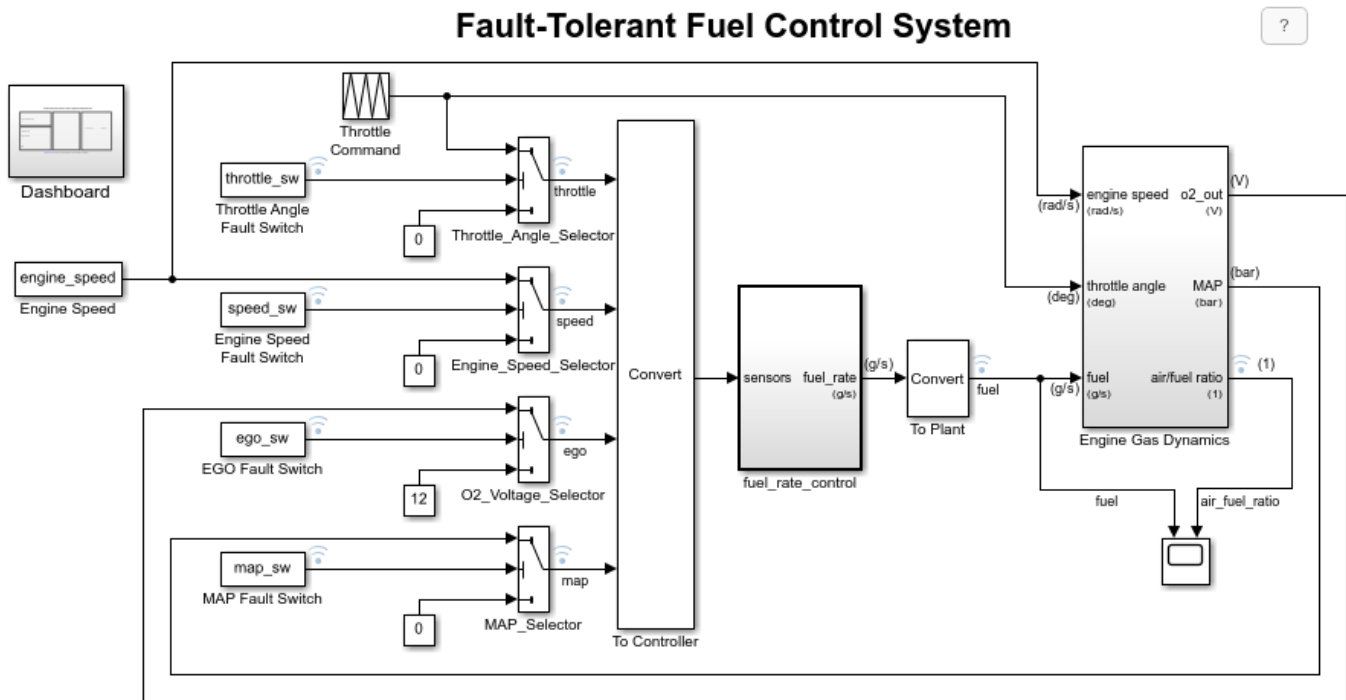 Fault-Tolerant Fuel Control System
?
Dashboard
Throttle
Command
throttle_sw
Throttle Angle
Fault Switch
throttle
0
Throttle_Angle_Selector
engine_speed
Engine Speed
speed_sw
Engine Speed
Fault Switch
speed
0
Engine_Speed_Selector
ego_sw
EGO Fault Switch
ego
12
O2_Voltage_Selector
map_sw
MAP Fault Switch
map
0
MAP_Selector
Convert
To Controller
sensors
fuel_rate
(g/s)
fuel_rate_control
(g/s)
Convert
To Plant
fuel
(rad/s)
(deg)
(g/s)
engine speed
(rad/s)
throttle angle
(deg)
fuel
(g/s)
o2_out
(V)
MAP
(bar)
air/fuel ratio
(1)
Engine Gas Dynamics
(V)
(bar)
(1)
fuel
air_fuel_ratio